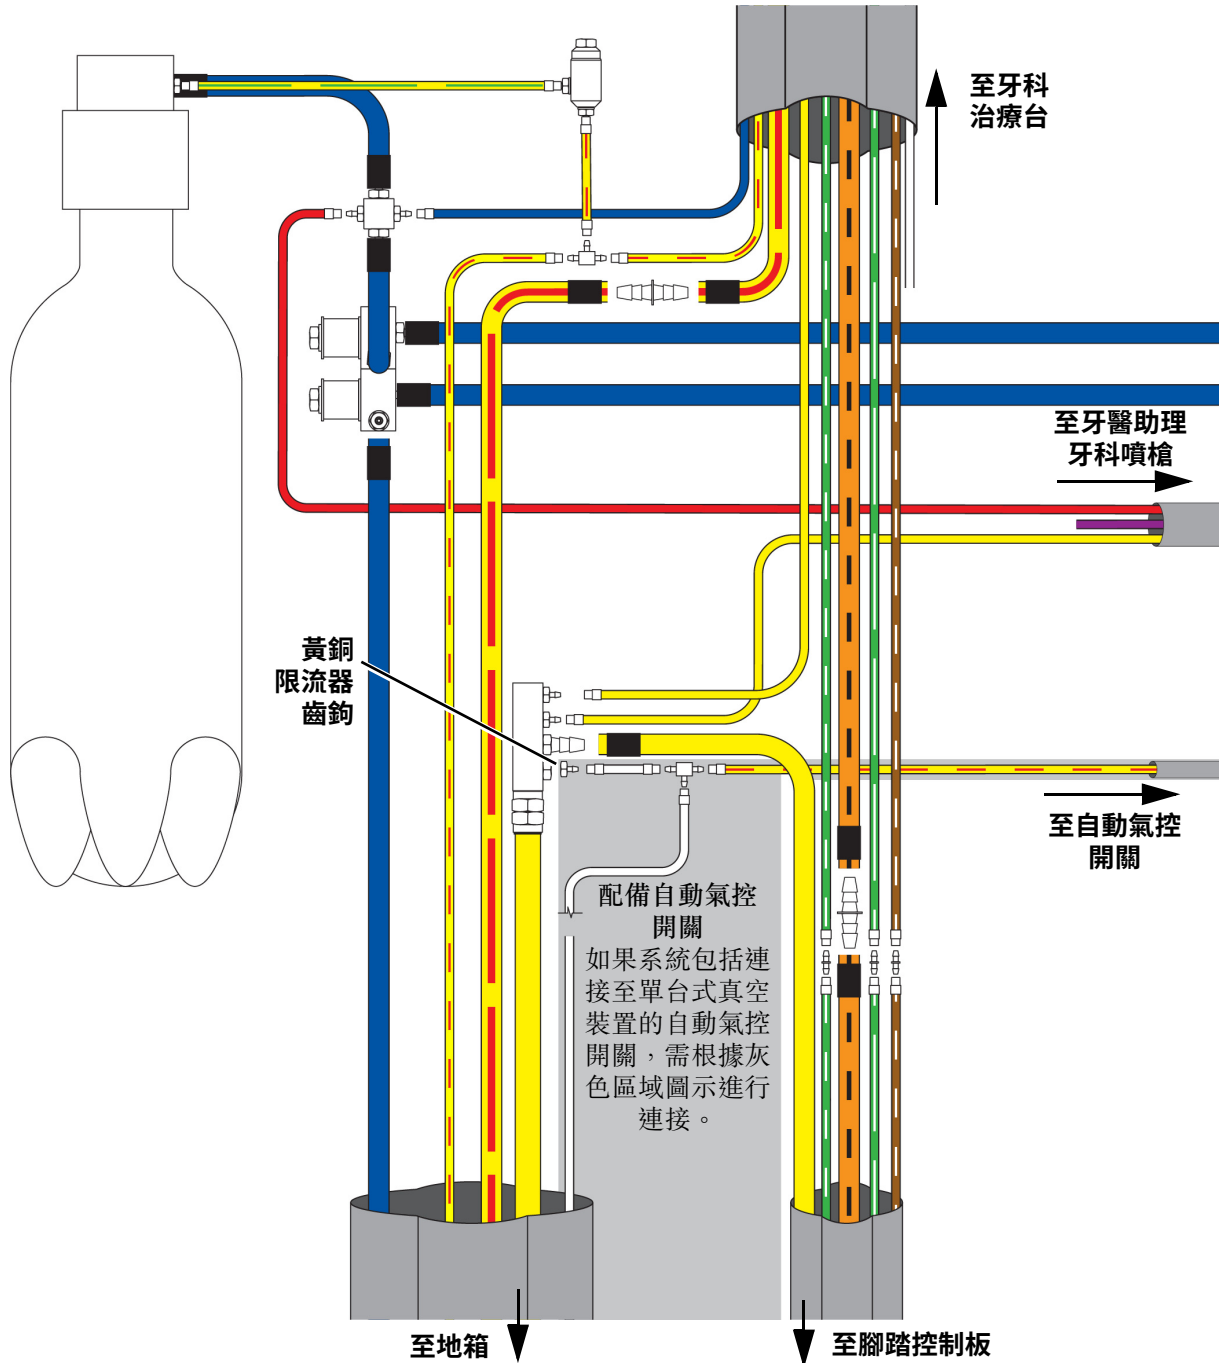 至牙科
治療台
至牙醫助理
牙科噴槍
黃銅
限流器
齒鉤
至自動氣控
開關
配備自動氣控
開關
如果系統包括連
接至單台式真空
裝置的自動氣控
開關，需根據灰
色區域圖示進行
連接。
至地箱
至腳踏控制板